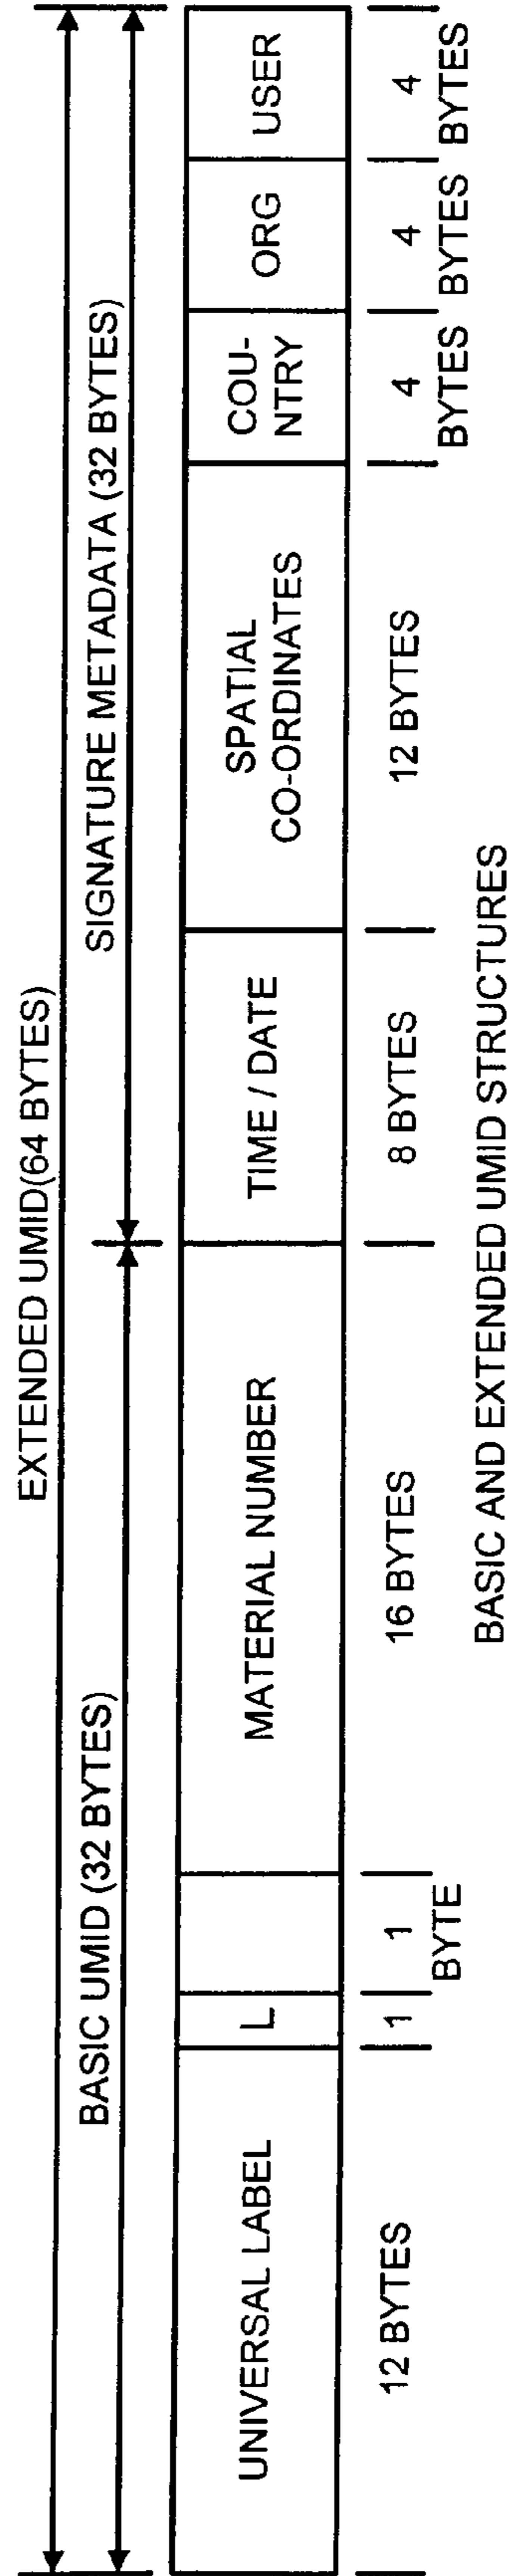 EXTENDED UMID(64 BYTES)
BASIC UMID (32 BYTES)
SIGNATURE METADATA (32 BYTES)
UNIVERSAL LABEL
L
MATERIAL NUMBER
TIME / DATE
SPATIAL
CO-ORDINATES
COU-
NTRY
ORG
USER
12 BYTES
1
1
BYTE
16 BYTES
8 BYTES
12 BYTES
4
BYTES
4
BYTES
4
BYTES
BASIC AND EXTENDED UMID STRUCTURES